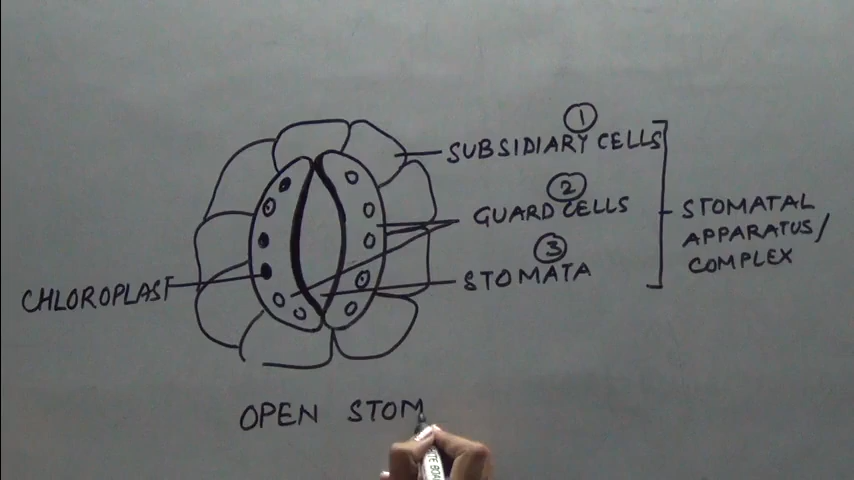 1
SUBSIDIARY CELLS
2
GUARD CELLS
3
STOMATA
STOMATAL
APPARATUS/
COMPLEX
CHLOROPLAST
OPEN STOM